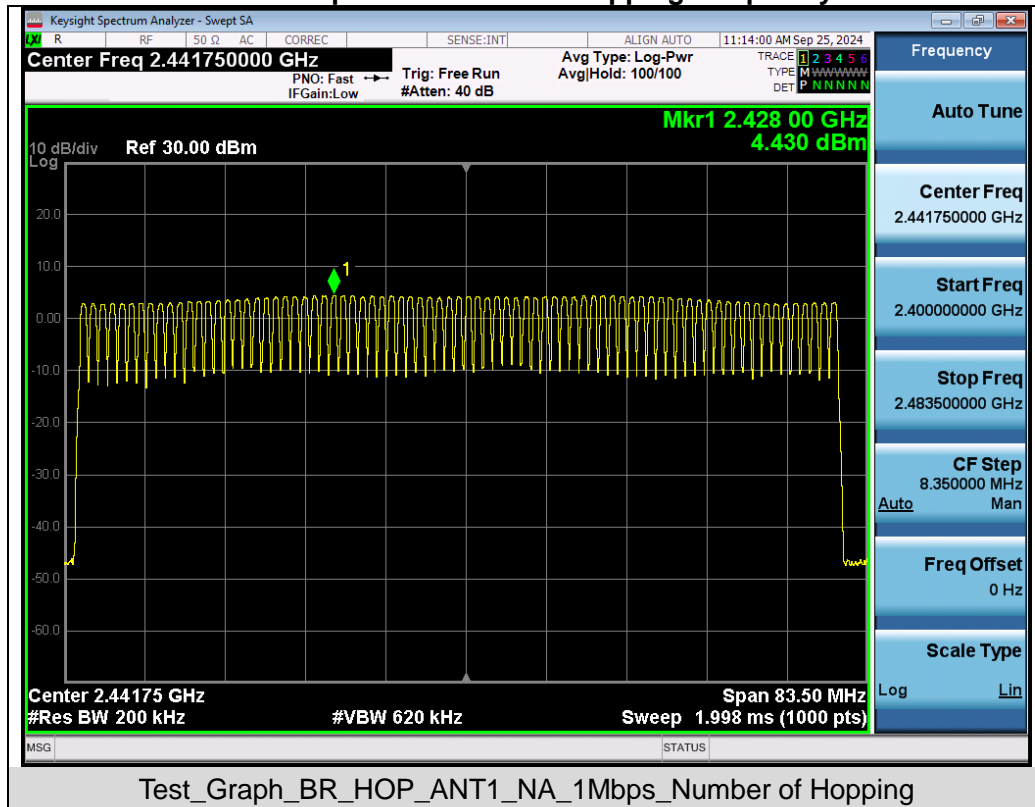 Keysight Spectrum Analyzer - Swept SA
LXI R RF 50 Ω AC CORREC SENSE:INT ALIGN AUTO 11:14:00 AM Sep 25, 2024
Center Freq 2.441750000 GHz
PNO: Fast
IFGain:Low
Trig: Free Run
#Atten: 40 dB
Avg Type: Log-Pwr
Avg|Hold: 100/100
TRACE 1 2 3 4 5 6
TYPE M WWWWW
DET P N N N N N
Mkr1 2.428 00 GHz
4.430 dBm
10 dB/div Ref 30.00 dBm
Log
20.0
10.0
0.00
-10.0
-20.0
-30.0
-40.0
-50.0
-60.0
1
Center 2.44175 GHz Span 83.50 MHz
#Res BW 200 kHz #VBW 620 kHz Sweep 1.998 ms (1000 pts)
MSG STATUS
Frequency
Auto Tune
Center Freq
2.441750000 GHz
Start Freq
2.400000000 GHz
Stop Freq
2.483500000 GHz
CF Step
8.350000 MHz
Auto Man
Freq Offset
0 Hz
Scale Type
Log Lin
Test_Graph_BR_HOP_ANT1_NA_1Mbps_Number of Hopping